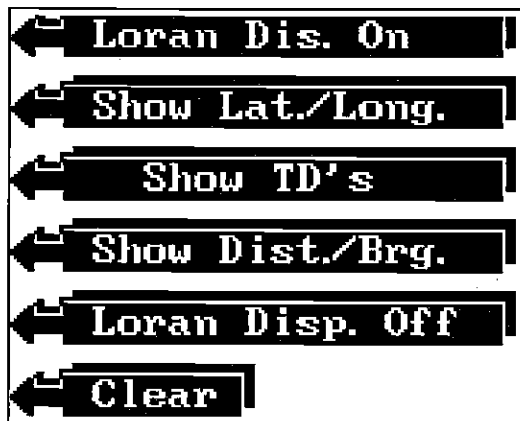 Loran Dis. On
Show Lat./Long.
Show TD's
Show Dist./Brg.
Loran Disp. Off
Clear